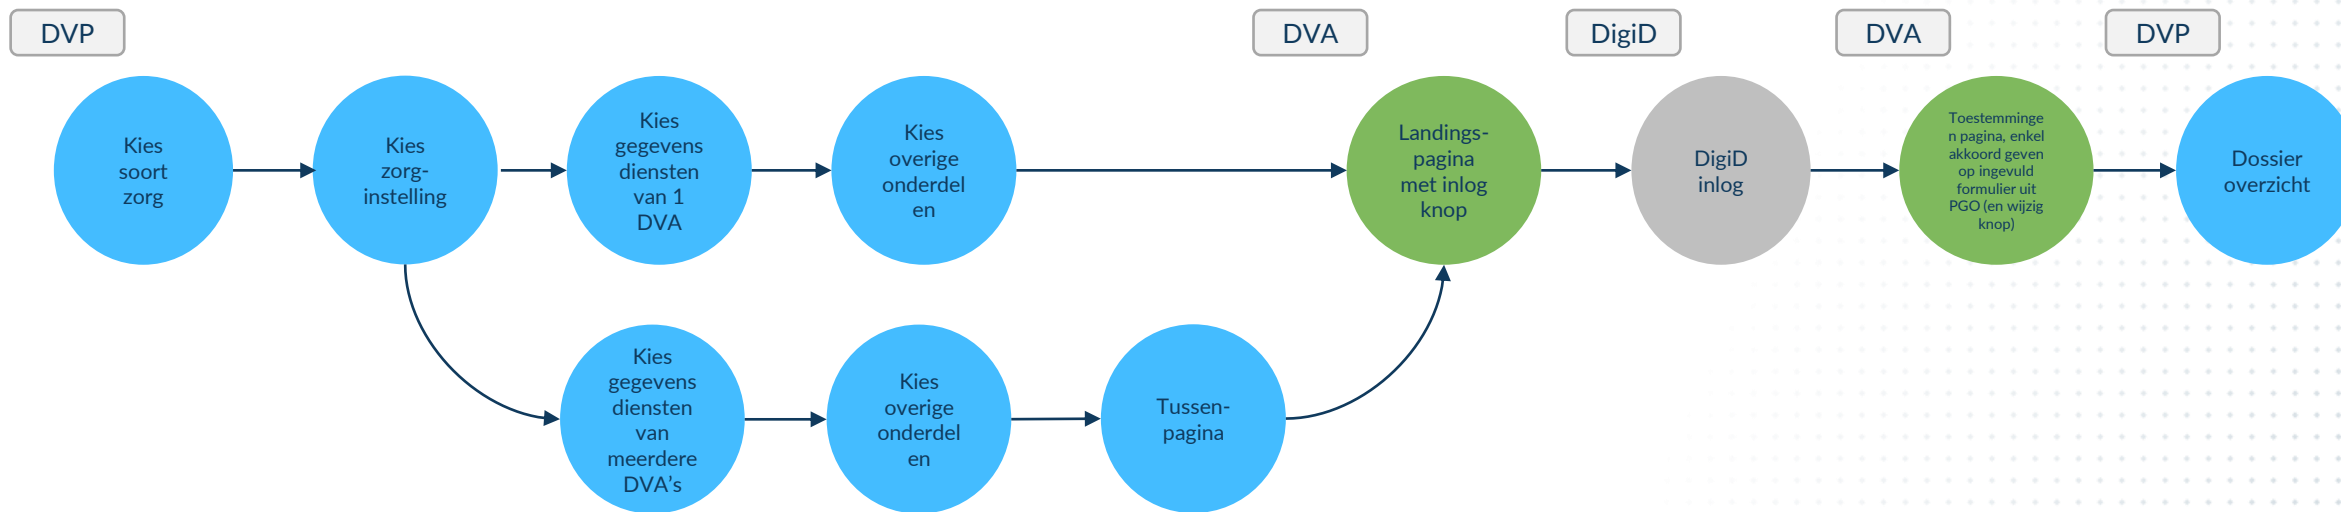 DVP
DVA
DigiD
DVA
DVP
Kies
soort
zorg
Kies
zorg-
instelling
Kies
gegevens
diensten
van 1
DVA
Kies
overige
onderdel
en
Landings-
pagina
met inlog
knop
DigiD
inlog
Toestemminge
n pagina, enkel
akkoord geven
op ingevuld
formulier uit
PGO (en wijzig
knop)
Dossier
overzicht
Kies
gegevens
diensten
van
meerdere
DVA’s
Kies
overige
onderdel
en
Tussen-
pagina